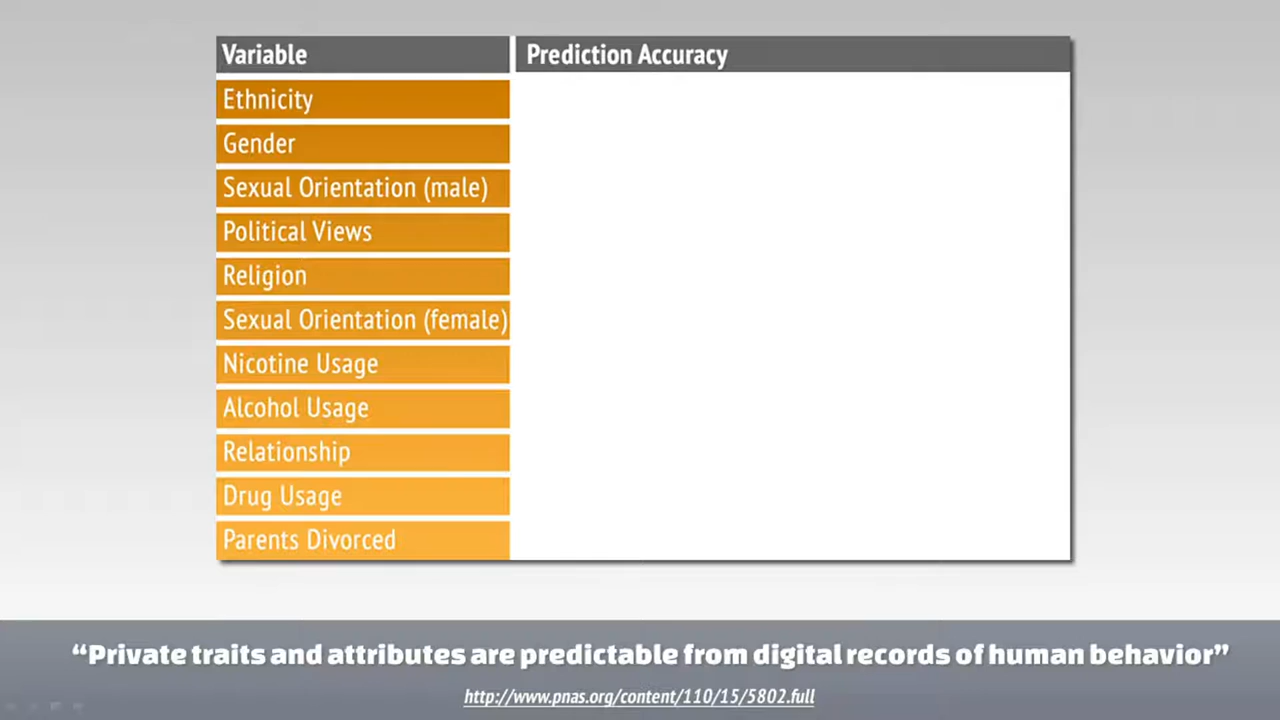 Variable
Prediction Accuracy
Ethnicity
Gender
Sexual Orientation (male)
Political Views
Religion
Sexual Orientation (female)
Nicotine Usage
Alcohol Usage
Relationship
Drug Usage
Parents Divorced
“Private traits and attributes are predictable from digital records of human behavior”
http://www.pnas.org/content/110/15/5802.full